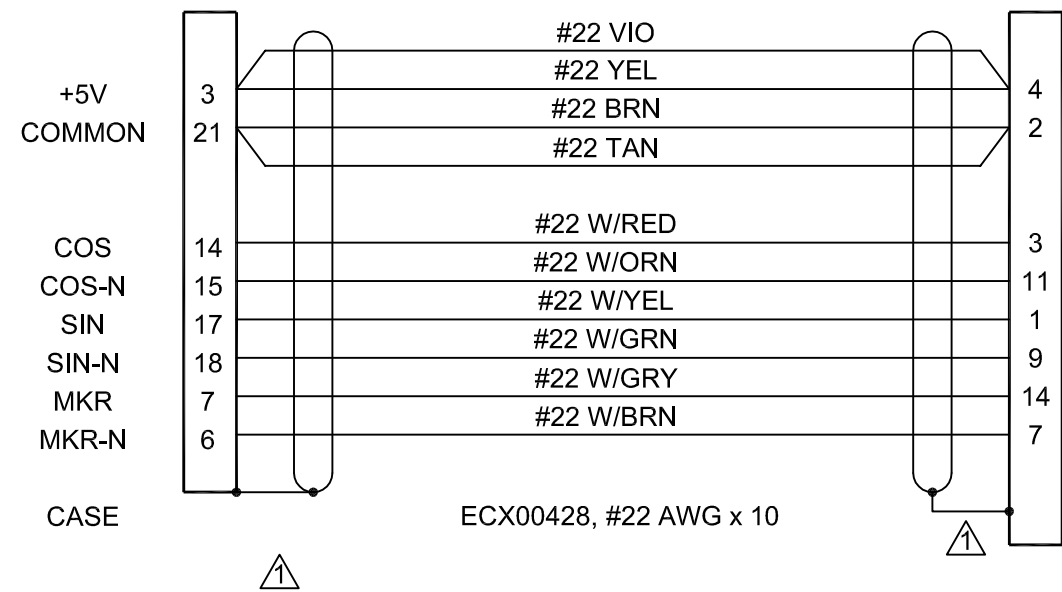 #22 VIO
#22 YEL
+5V 3 4
#22 BRN
COMMON 21 2
#22 TAN
#22 W/RED
COS 14 3
#22 W/ORN
COS-N 15 11
#22 W/YEL
SIN 17 1
#22 W/GRN
SIN-N 18 9
#22 W/GRY
MKR 7 14
#22 W/BRN
MKR-N 6 7
CASE ECX00428, #22 AWG x 10
1
1